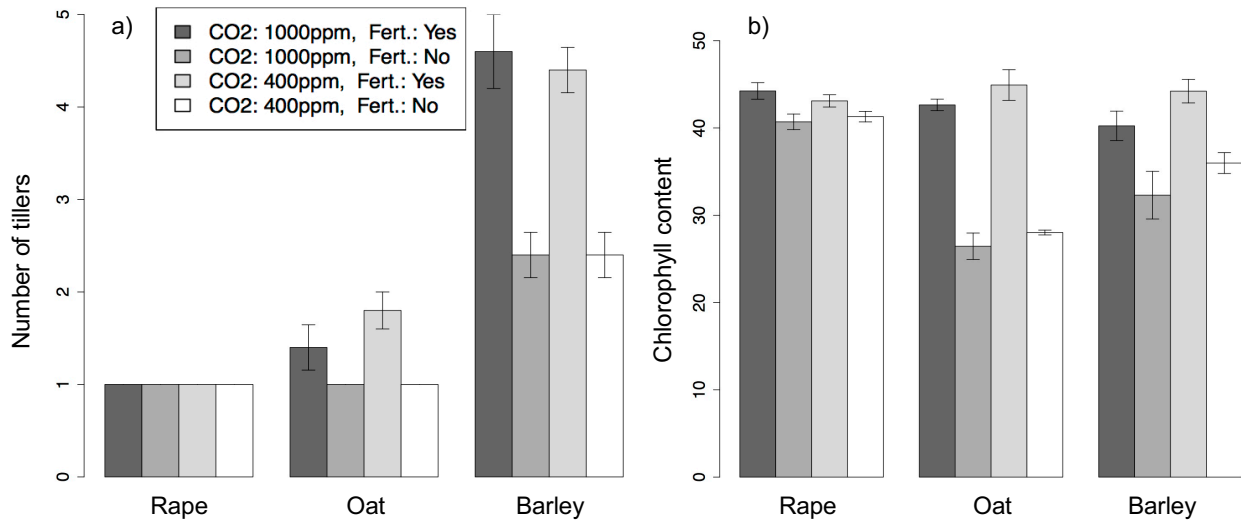 a)
CO2: 1000ppm, Fert.: Yes
CO2: 1000ppm, Fert.: No
CO2: 400ppm, Fert.: Yes
CO2: 400ppm, Fert.: No
Number of tillers
5
4
3
2
1
0
Rape Oat Barley
b)
Chlorophyll content
50
40
30
20
10
0
Rape Oat Barley